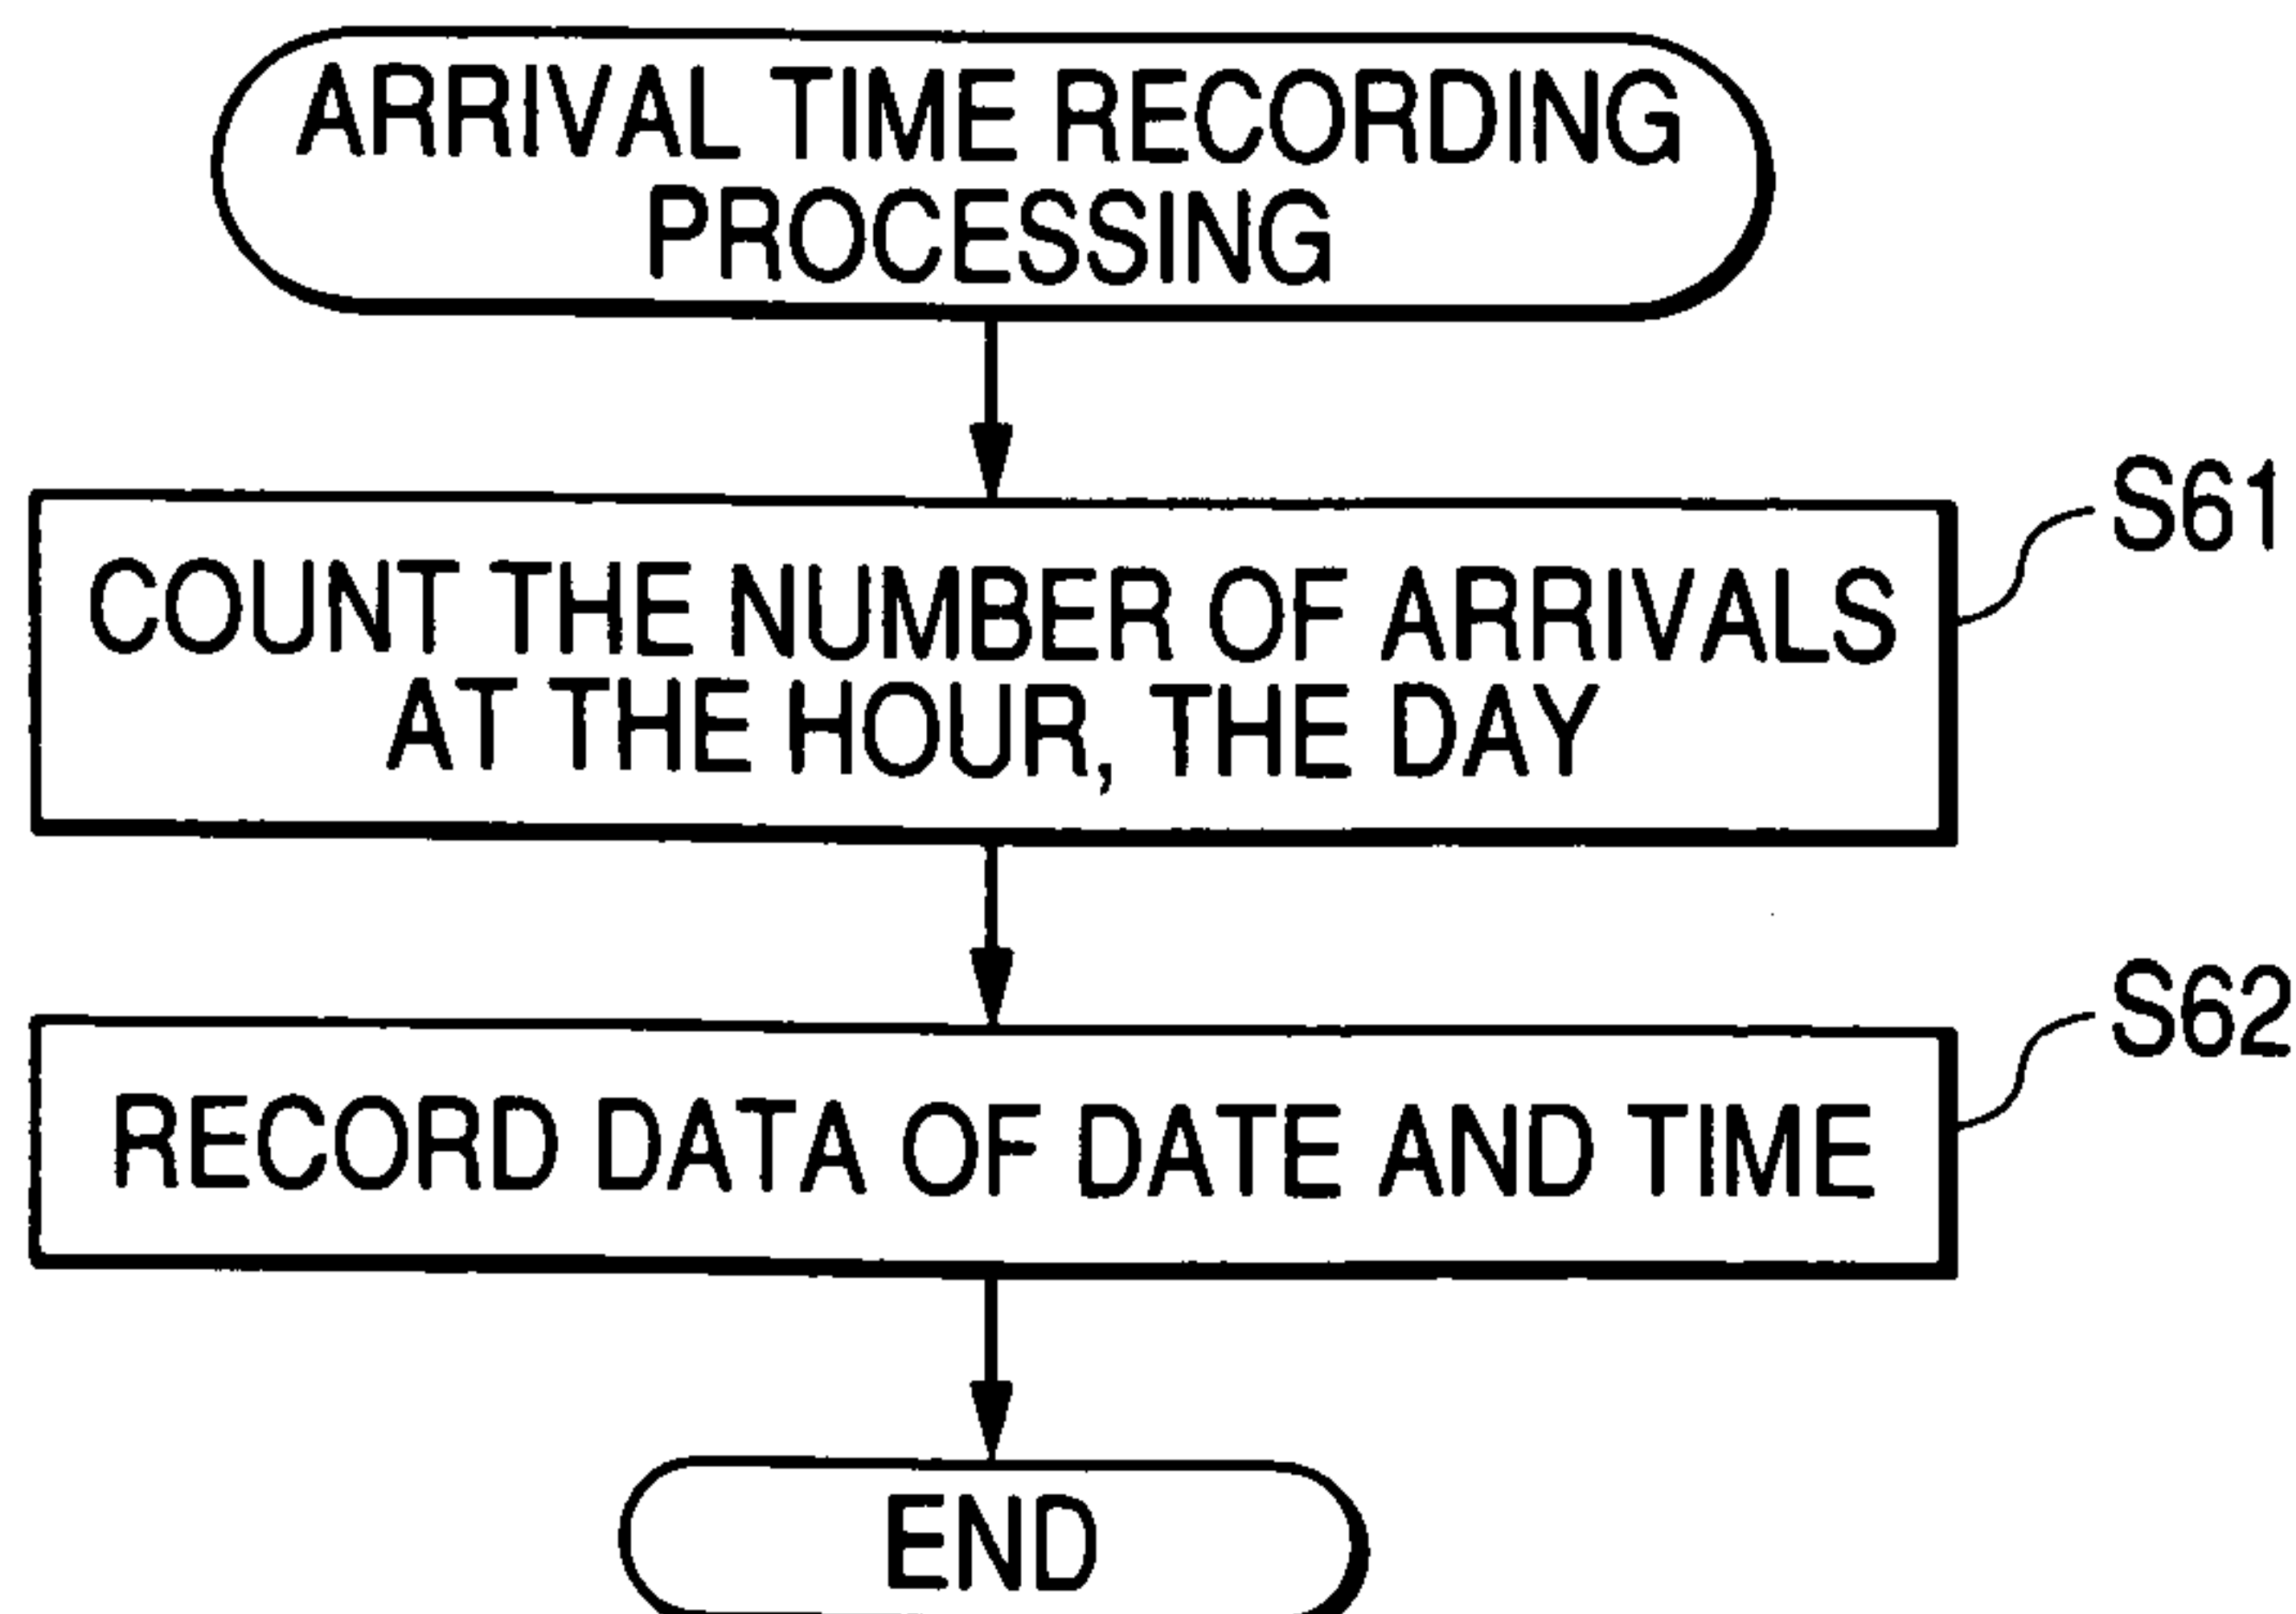 ARRIVAL TIME RECORDING
PROCESSING
S61
COUNT THE NUMBER OF ARRIVALS
AT THE HOUR, THE DAY
S62
RECORD DATA OF DATE AND TIME
END